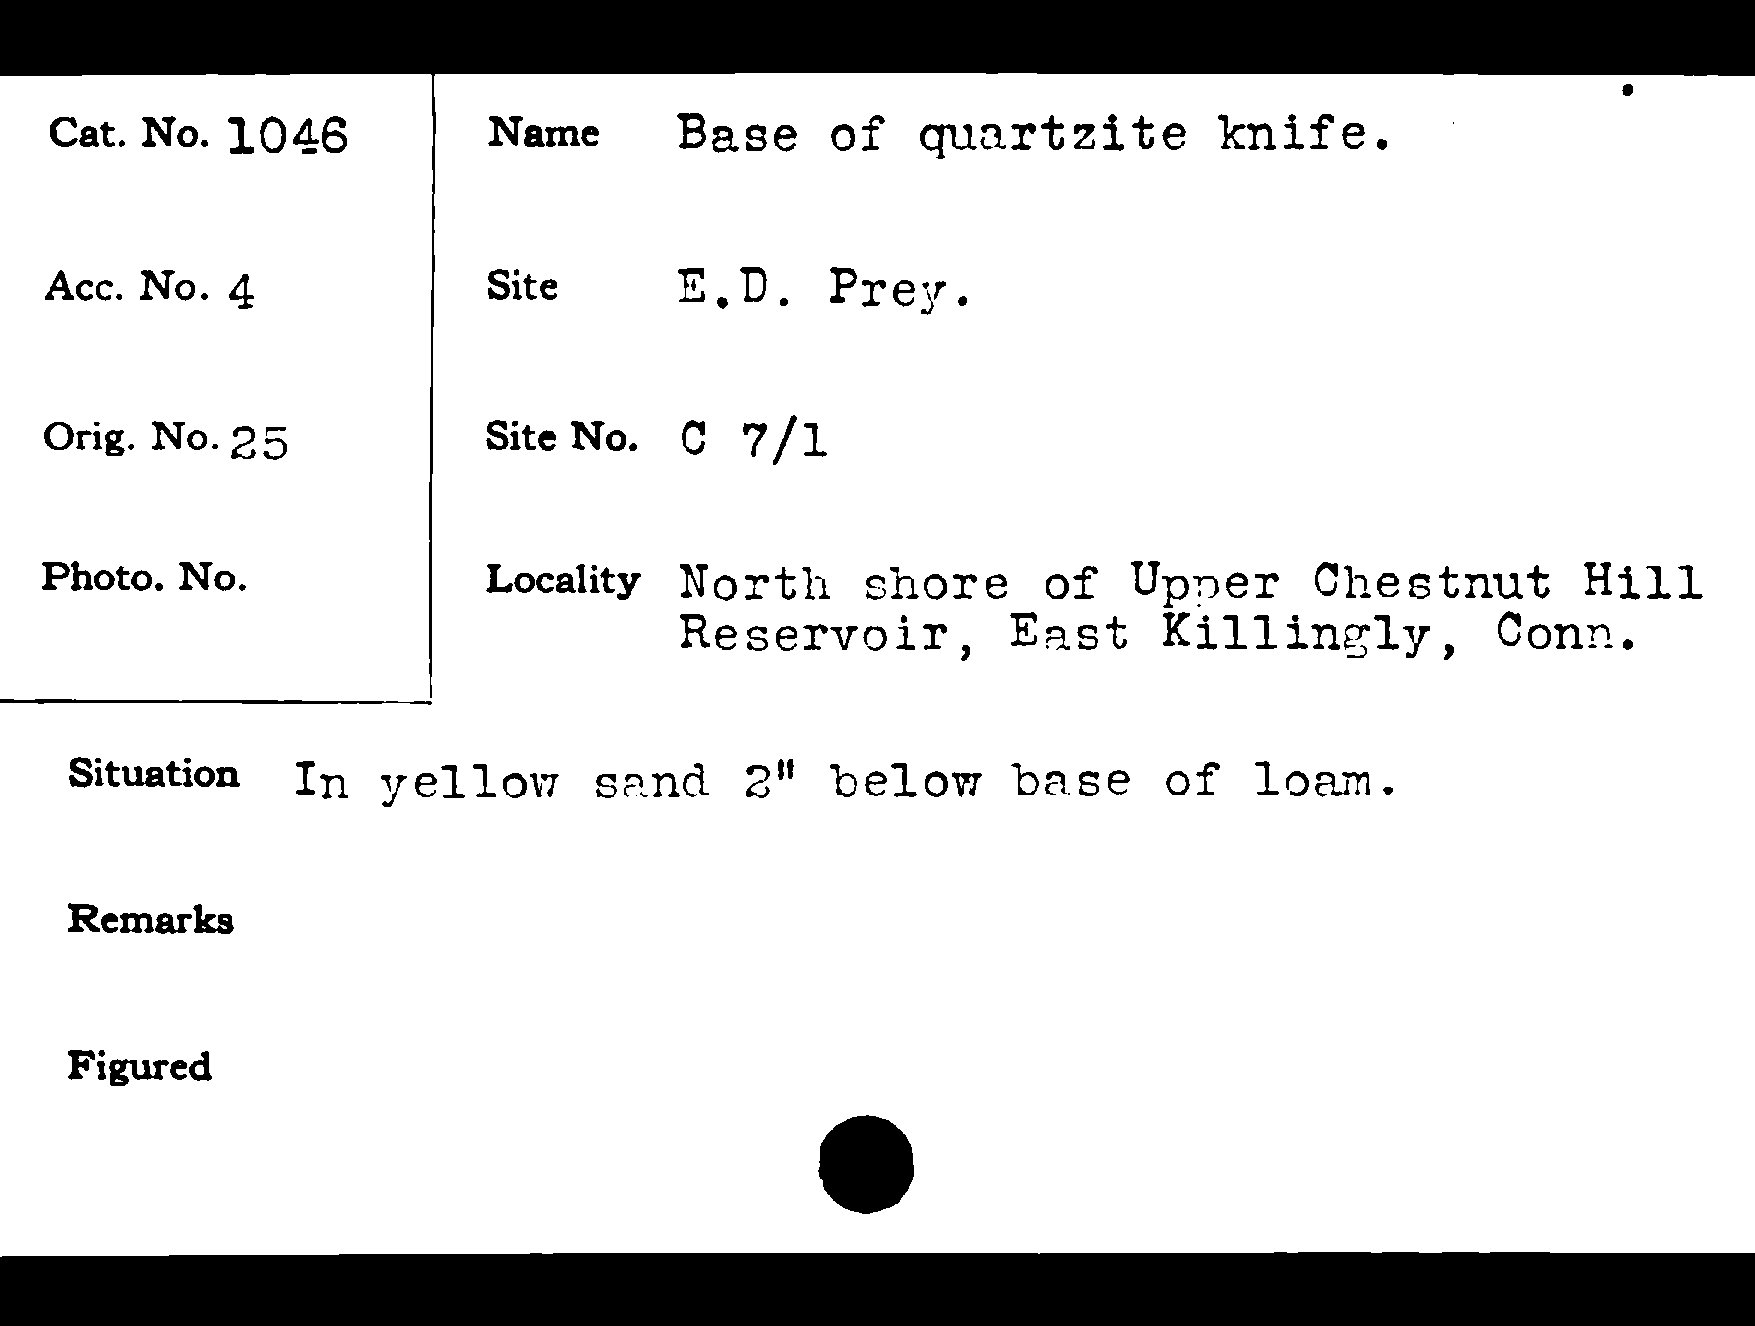 Cat. No. 1046
Name Base of quartzite knife.
Acc. No. 4
Site E.D. Prey.
Orig. No. 25
Site No. C 7/1
Photo. No.
Locality North shore of Upper Chestnut Hill
Reservoir, East Killingly, Conn.
Situation In yellow sand 2" below base of loam.
Remarks
Figured